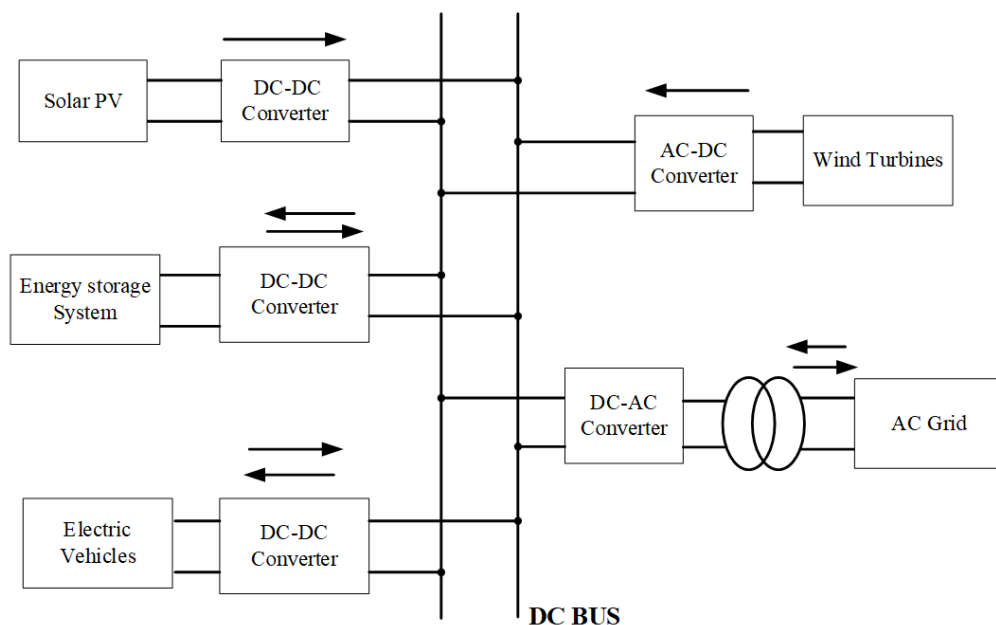 Solar PV
DC-DC
Converter
AC-DC
Converter
Wind Turbines
Energy storage
System
DC-DC
Converter
DC-AC
Converter
AC Grid
Electric
Vehicles
DC-DC
Converter
DC BUS